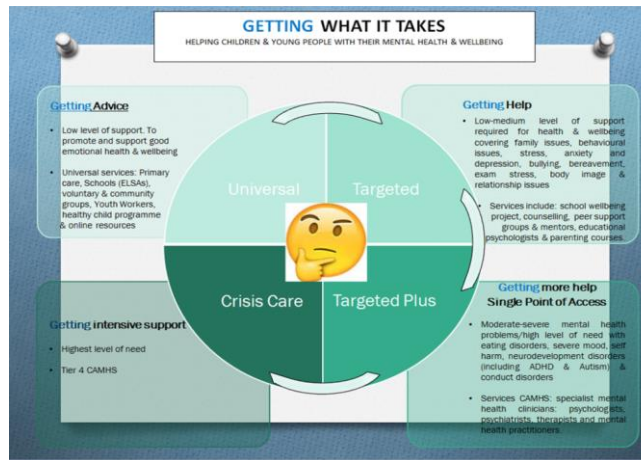 GETTING WHAT IT TAKES
HELPING CHILDREN & YOUNG PEOPLE WITH THEIR MENTAL HEALTH & WELLBEING
Getting Advice
• Low level of support. To
promote and support good
emotional health & wellbeing
• Universal services: Primary
care, Schools (ELSAs),
voluntary & community
groups, Youth Workers,
healthy child programme
& online resources
Getting Help
• Low-medium level of support
required for health & wellbeing
covering family issues, behavioural
issues, stress, anxiety and
depression, bullying, bereavement,
exam stress, body image &
relationship issues
• Services include: school wellbeing
project, counselling, peer support
groups & mentors, educational
psychologists & parenting courses.
Universal
Targeted
Crisis Care
Targeted Plus
Getting intensive support
• Highest level of need
• Tier 4 CAMHS
Getting more help
Single Point of Access
• Moderate-severe mental health
problems/high level of need with
eating disorders, severe mood, self
harm, neurodevelopment disorders
(including ADHD & Autism) &
conduct disorders
• Services CAMHS: specialist mental
health clinicians: psychologists,
psychiatrists, therapists and mental
health practitioners.